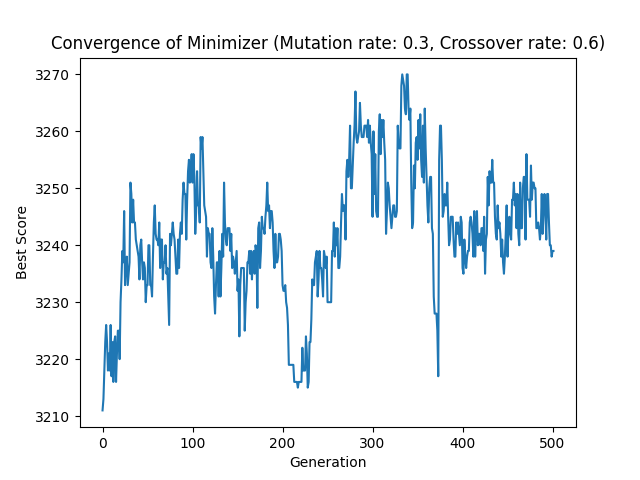 Convergence of Minimizer (Mutation rate: 0.3, Crossover rate: 0.6)
3270
3260
3250
3240
3230
3220
3210
Best Score
0 100 200 300 400 500
Generation